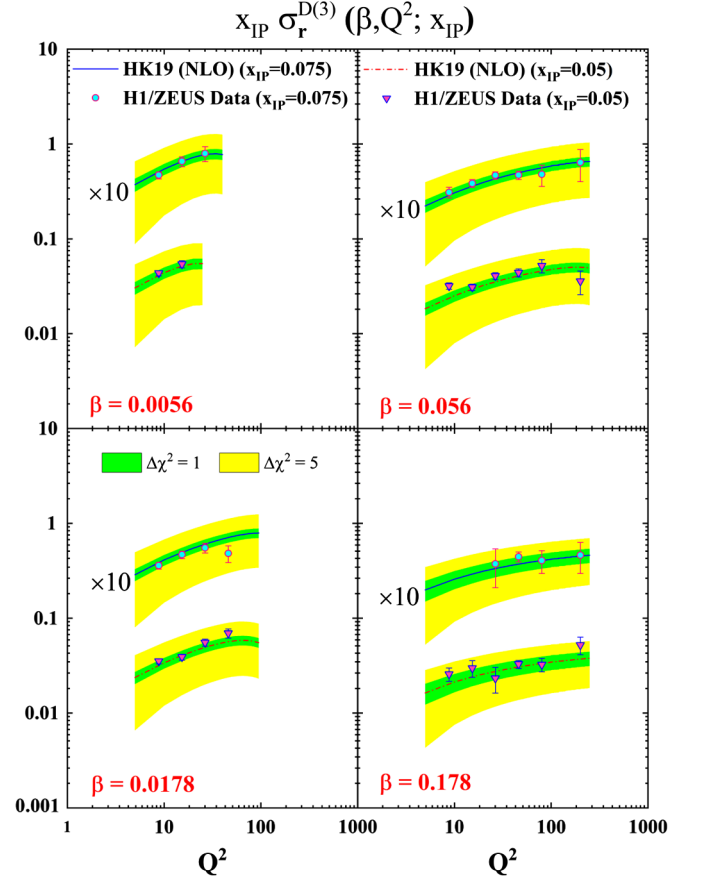 x_IP σ_r^D(3) (β,Q²; x_IP)
10
HK19 (NLO) (x_IP=0.075)
HK19 (NLO) (x_IP=0.05)
H1/ZEUS Data (x_IP=0.075)
H1/ZEUS Data (x_IP=0.05)
1
×10
×10
0.1
0.01
β = 0.0056
β = 0.056
10
Δχ² = 1
Δχ² = 5
1
×10
×10
0.1
0.01
β = 0.0178
β = 0.178
0.001
1
10
100
1000
10
100
1000
Q²
Q²